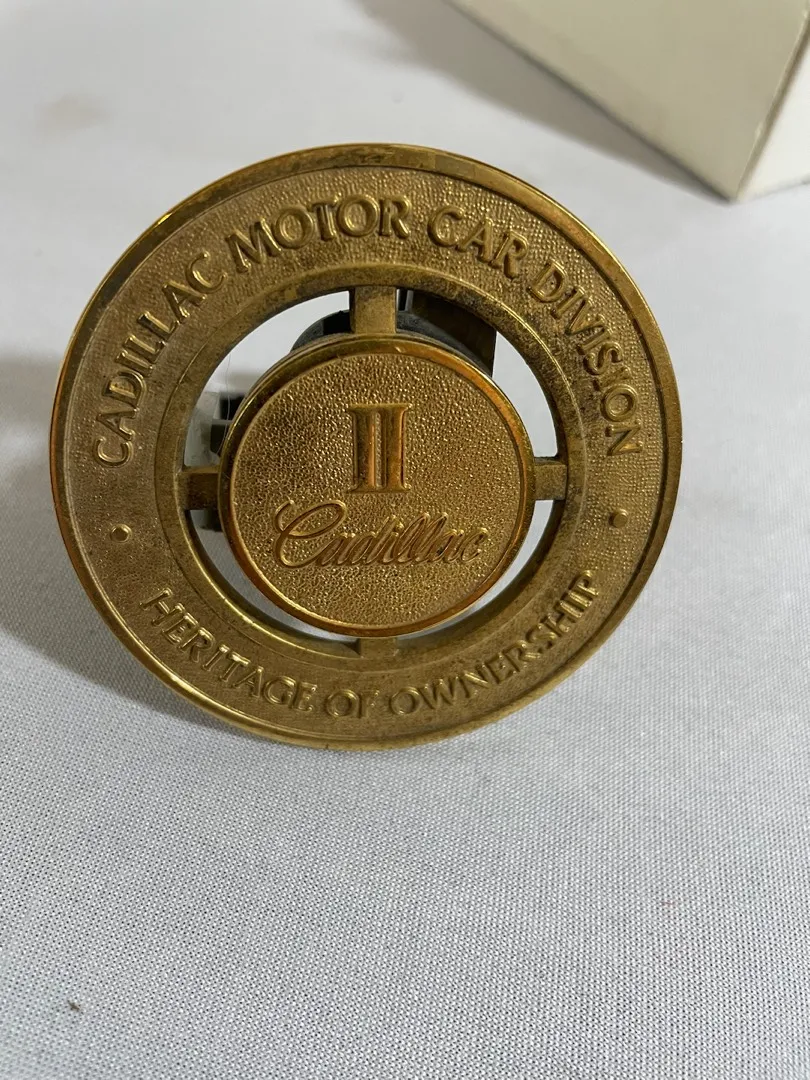 CADILLAC MOTOR CAR DIVISION
II
Cadillac
• HERITAGE OF OWNERSHIP •